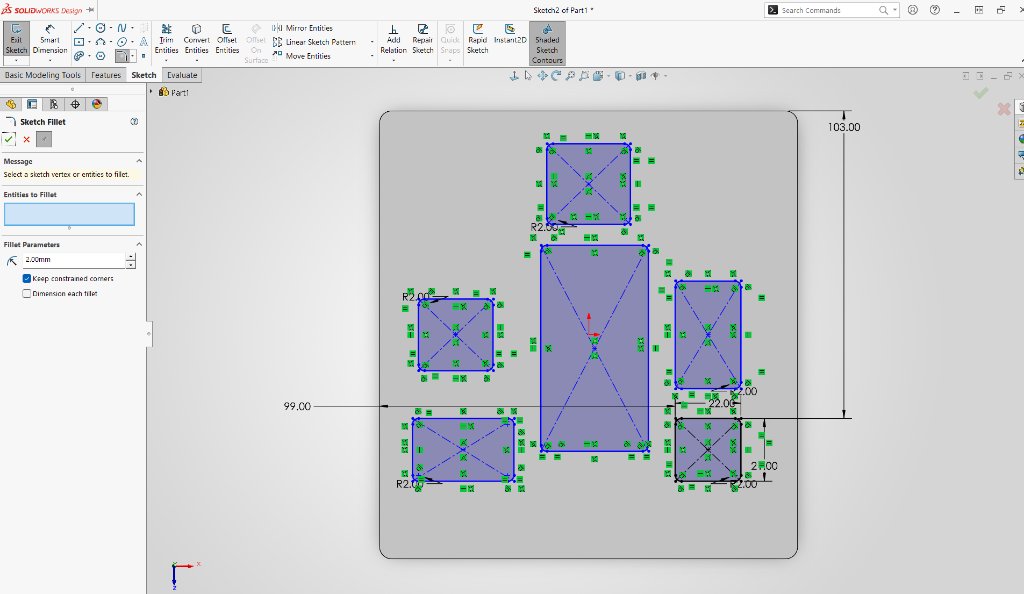 SOLIDWORKS Design
Sketch2 of Part1 *
Search Commands
Exit Sketch
Smart Dimension
Trim Entities
Convert Entities
Offset Entities
Offset On Surface
Mirror Entities
Linear Sketch Pattern
Move Entities
Add Relation
Repair Sketch
Quick Snaps
Rapid Sketch
Instant2D
Shaded Sketch Contours
Basic Modeling Tools
Features
Sketch
Evaluate
Part1
Sketch Fillet
Message
Select a sketch vertex or entities to fillet.
Entities to Fillet
Fillet Parameters
2.00mm
Keep constrained corners
Dimension each fillet
103.00
R2.00
R2.00
99.00
22.00
R2.00
R2.00
x
z